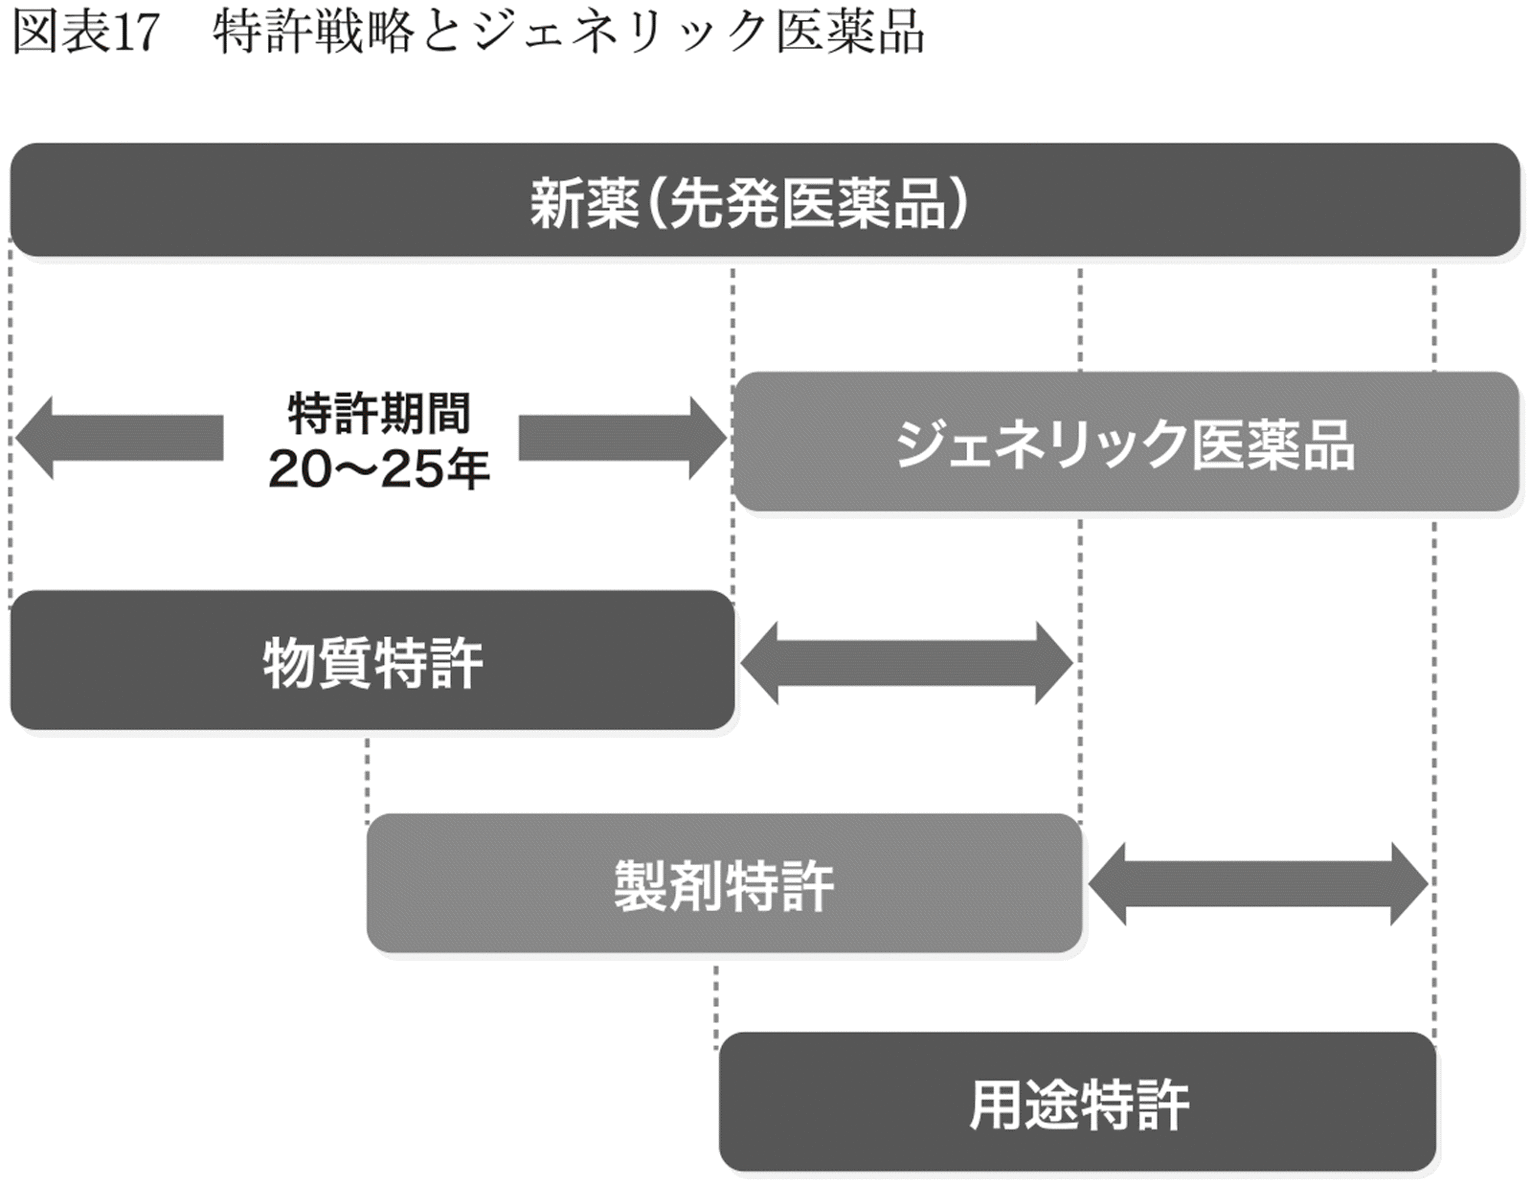 図表17　特許戦略とジェネリック医薬品
新薬(先発医薬品)
特許期間
20〜25年
ジェネリック医薬品
物質特許
製剤特許
用途特許